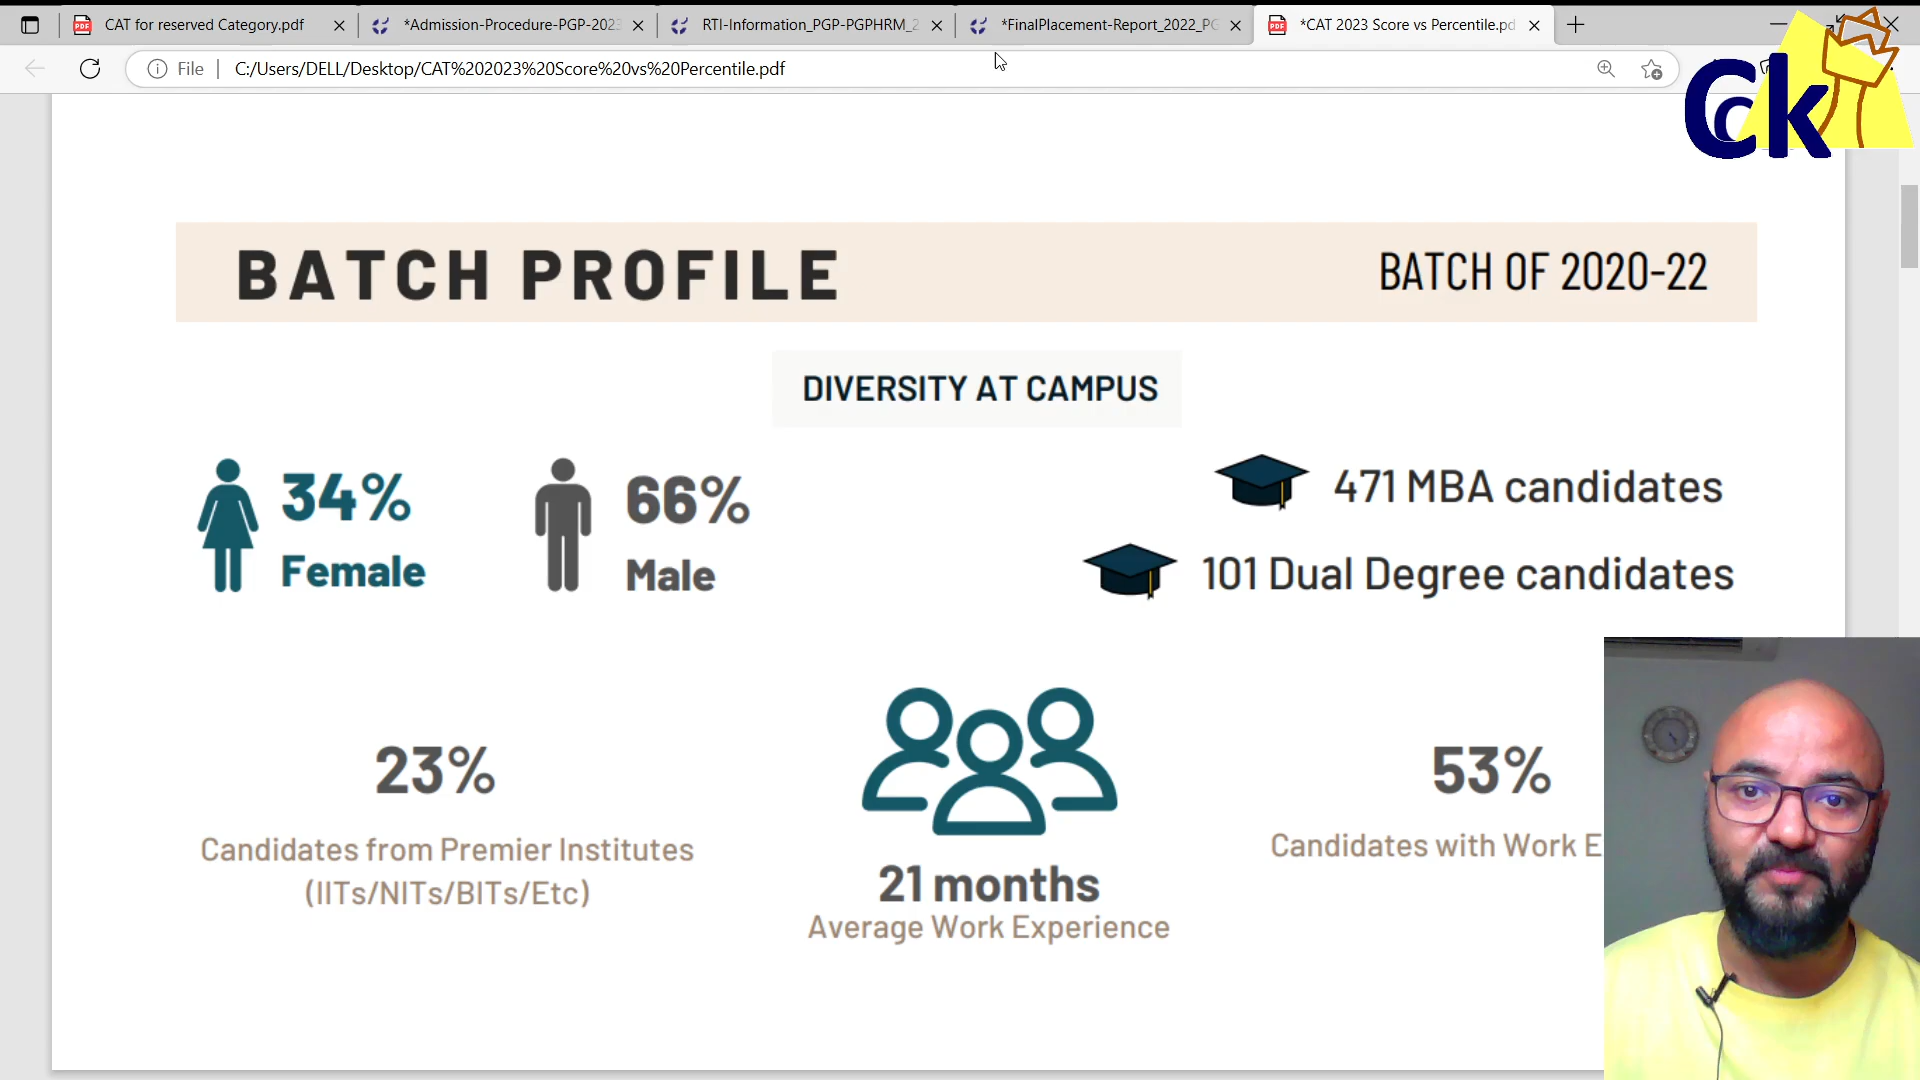 CAT for reserved Category.pdf
*Admission-Procedure-PGP-2023
RTI-Information_PGP-PGPHRM_2
*FinalPlacement-Report_2022_PG
*CAT 2023 Score vs Percentile.pd
File
C:/Users/DELL/Desktop/CAT%202023%20Score%20vs%20Percentile.pdf
Cck
BATCH PROFILE
BATCH OF 2020-22
DIVERSITY AT CAMPUS
34%
Female
66%
Male
471 MBA candidates
101 Dual Degree candidates
23%
Candidates from Premier Institutes
(IITs/NITs/BITs/Etc)
21 months
Average Work Experience
53%
Candidates with Work E